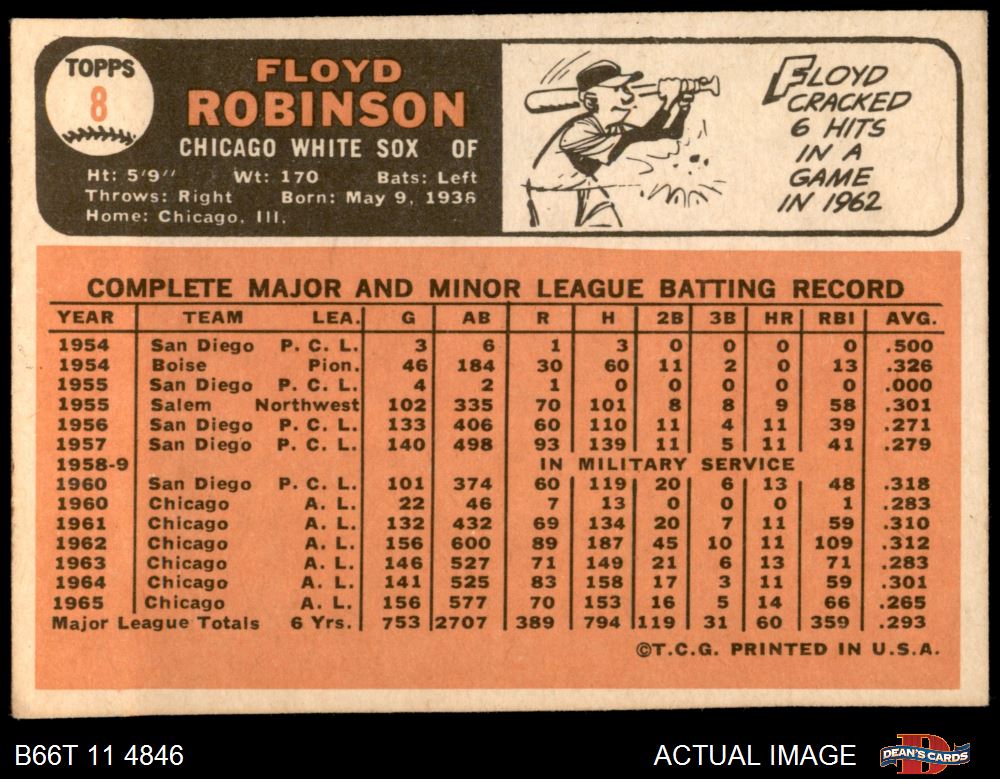 TOPPS
8
FLOYD
ROBINSON
CHICAGO WHITE SOX OF
Ht: 5'9" Wt: 170 Bats: Left
Throws: Right Born: May 9, 1936
Home: Chicago, Ill.
FLOYD
CRACKED
6 HITS
IN A
GAME
IN 1962
COMPLETE MAJOR AND MINOR LEAGUE BATTING RECORD
YEAR TEAM LEA. G AB R H 2B 3B HR RBI AVG.
1954 San Diego P. C. L. 3 6 1 3 0 0 0 0 .500
1954 Boise Pion. 46 184 30 60 11 2 0 13 .326
1955 San Diego P. C. L. 4 2 1 0 0 0 0 0 .000
1955 Salem Northwest 102 335 70 101 8 8 9 58 .301
1956 San Diego P. C. L. 133 406 60 110 11 4 11 39 .271
1957 San Diego P. C. L. 140 498 93 139 11 5 11 41 .279
1958-9 IN MILITARY SERVICE
1960 San Diego P. C. L. 101 374 60 119 20 6 13 48 .318
1960 Chicago A. L. 22 46 7 13 0 0 0 1 .283
1961 Chicago A. L. 132 432 69 134 20 7 11 59 .310
1962 Chicago A. L. 156 600 89 187 45 10 11 109 .312
1963 Chicago A. L. 146 527 71 149 21 6 13 71 .283
1964 Chicago A. L. 141 525 83 158 17 3 11 59 .301
1965 Chicago A. L. 156 577 70 153 16 5 14 66 .265
Major League Totals 6 Yrs. 753 2707 389 794 119 31 60 359 .293
©T.C.G. PRINTED IN U.S.A.
B66T 11 4846 ACTUAL IMAGE DEAN'S CARDS